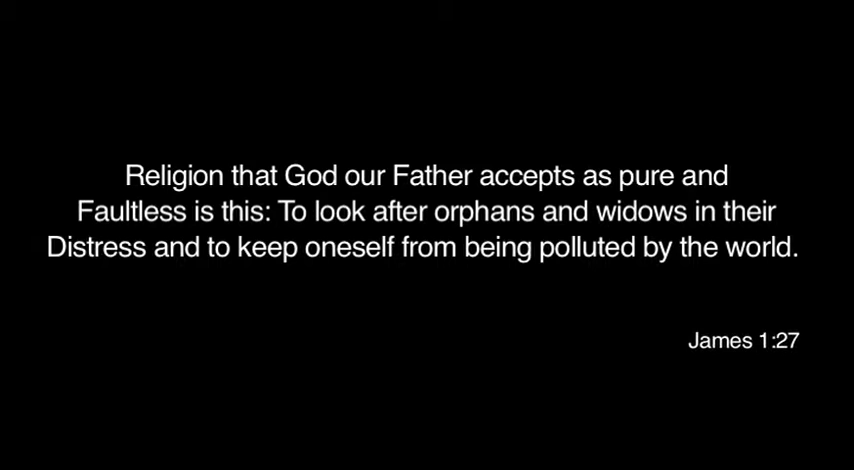 Religion that God our Father accepts as pure and
Faultless is this: To look after orphans and widows in their
Distress and to keep oneself from being polluted by the world.
James 1:27